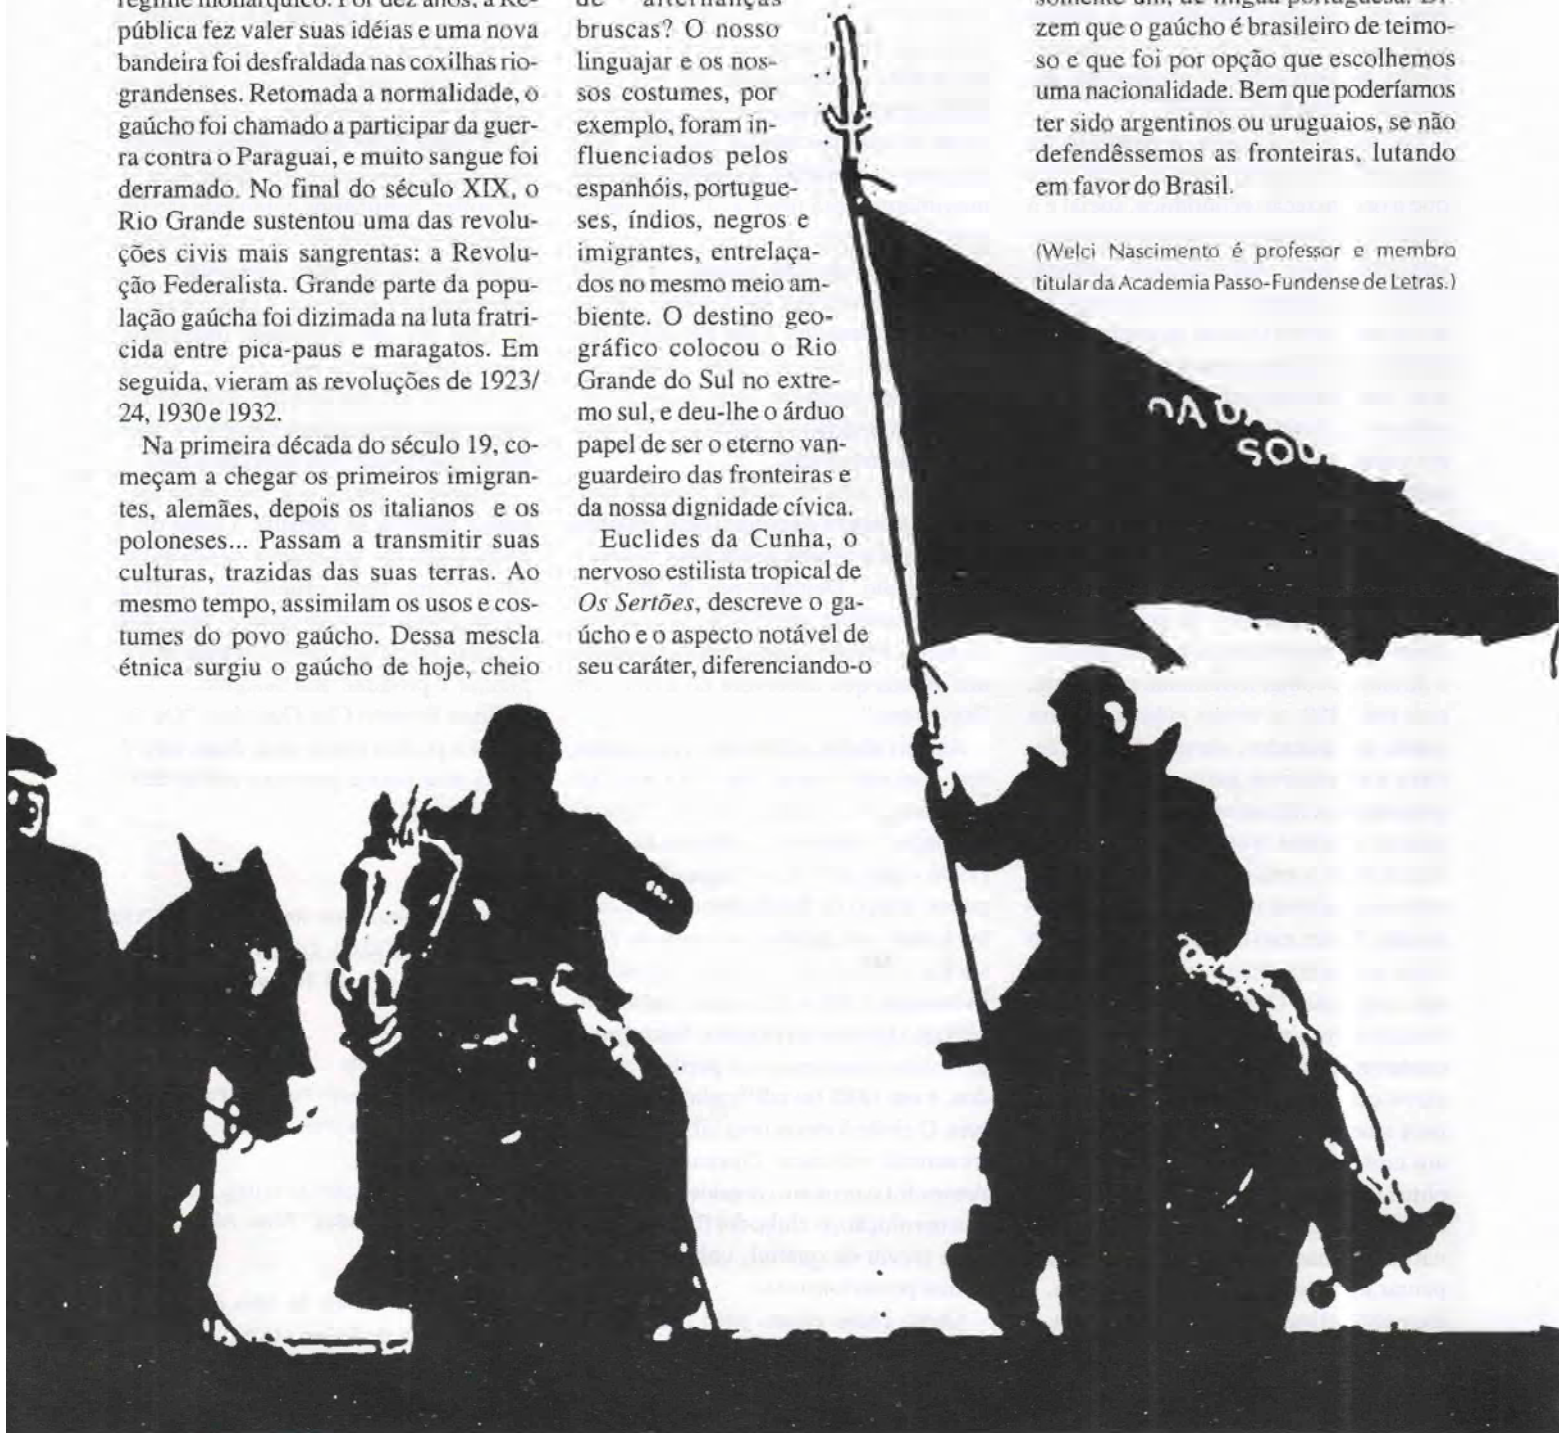 regime monárquico. Por dez anos, a Re-
pública fez valer suas idéias e uma nova
bandeira foi desfraldada nas coxilhas rio-
grandenses. Retomada a normalidade, o
gaúcho foi chamado a participar da guer-
ra contra o Paraguai, e muito sangue foi
derramado. No final do século XIX, o
Rio Grande sustentou uma das revolu-
ções civis mais sangrentas: a Revolu-
ção Federalista. Grande parte da popu-
lação gaúcha foi dizimada na luta fratri-
cida entre pica-paus e maragatos. Em
seguida, vieram as revoluções de 1923/
24, 1930 e 1932.
Na primeira década do século 19, co-
meçam a chegar os primeiros imigran-
tes, alemães, depois os italianos e os
poloneses... Passam a transmitir suas
culturas, trazidas das suas terras. Ao
mesmo tempo, assimilam os usos e cos-
tumes do povo gaúcho. Dessa mescla
étnica surgiu o gaúcho de hoje, cheio
de alternanças
bruscas? O nosso
linguajar e os nos-
sos costumes, por
exemplo, foram in-
fluenciados pelos
espanhóis, portugue-
ses, índios, negros e
imigrantes, entrelaça-
dos no mesmo meio am-
biente. O destino geo-
gráfico colocou o Rio
Grande do Sul no extre-
mo sul, e deu-lhe o árduo
papel de ser o eterno van-
guardeiro das fronteiras e
da nossa dignidade cívica.
Euclides da Cunha, o
nervoso estilista tropical de
Os Sertões, descreve o ga-
úcho e o aspecto notável de
seu caráter, diferenciando-o
somente um, de língua portuguesa. Di-
zem que o gaúcho é brasileiro de teimo-
so e que foi por opção que escolhemos
uma nacionalidade. Bem que poderíamos
ter sido argentinos ou uruguaios, se não
defendêssemos as fronteiras, lutando
em favor do Brasil.
(Welci Nascimento é professor e membro
titular da Academia Passo-Fundense de Letras.)